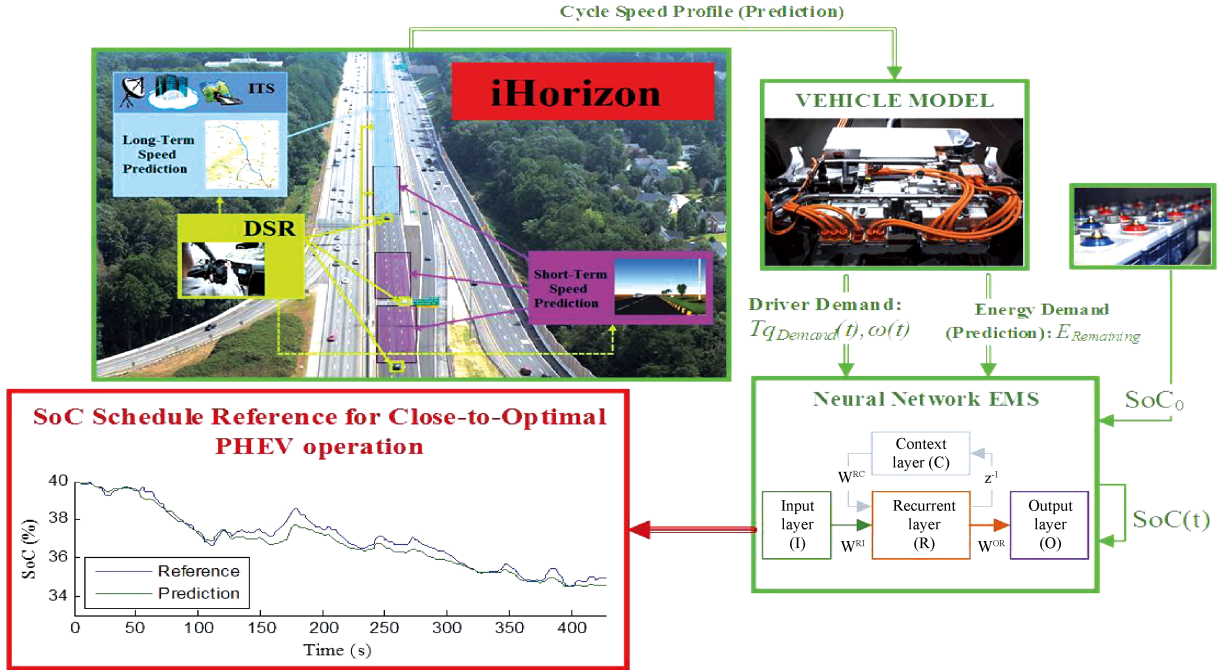 Cycle Speed Profile (Prediction)
iHorizon
ITS
Long-Term
Speed
Prediction
DSR
Short-Term
Speed
Prediction
VEHICLE MODEL
Driver Demand:
Tq_Demand(t), ω(t)
Energy Demand
(Prediction): E_Remaining
SoC₀
Neural Network EMS
Context
layer (C)
W^RC
z⁻¹
Input
layer
(I)
W^RI
Recurrent
layer
(R)
W^OR
Output
layer
(O)
SoC(t)
SoC Schedule Reference for Close-to-Optimal
PHEV operation
SoC (%)
40
38
36
34
Reference
Prediction
0 50 100 150 200 250 300 350 400
Time (s)